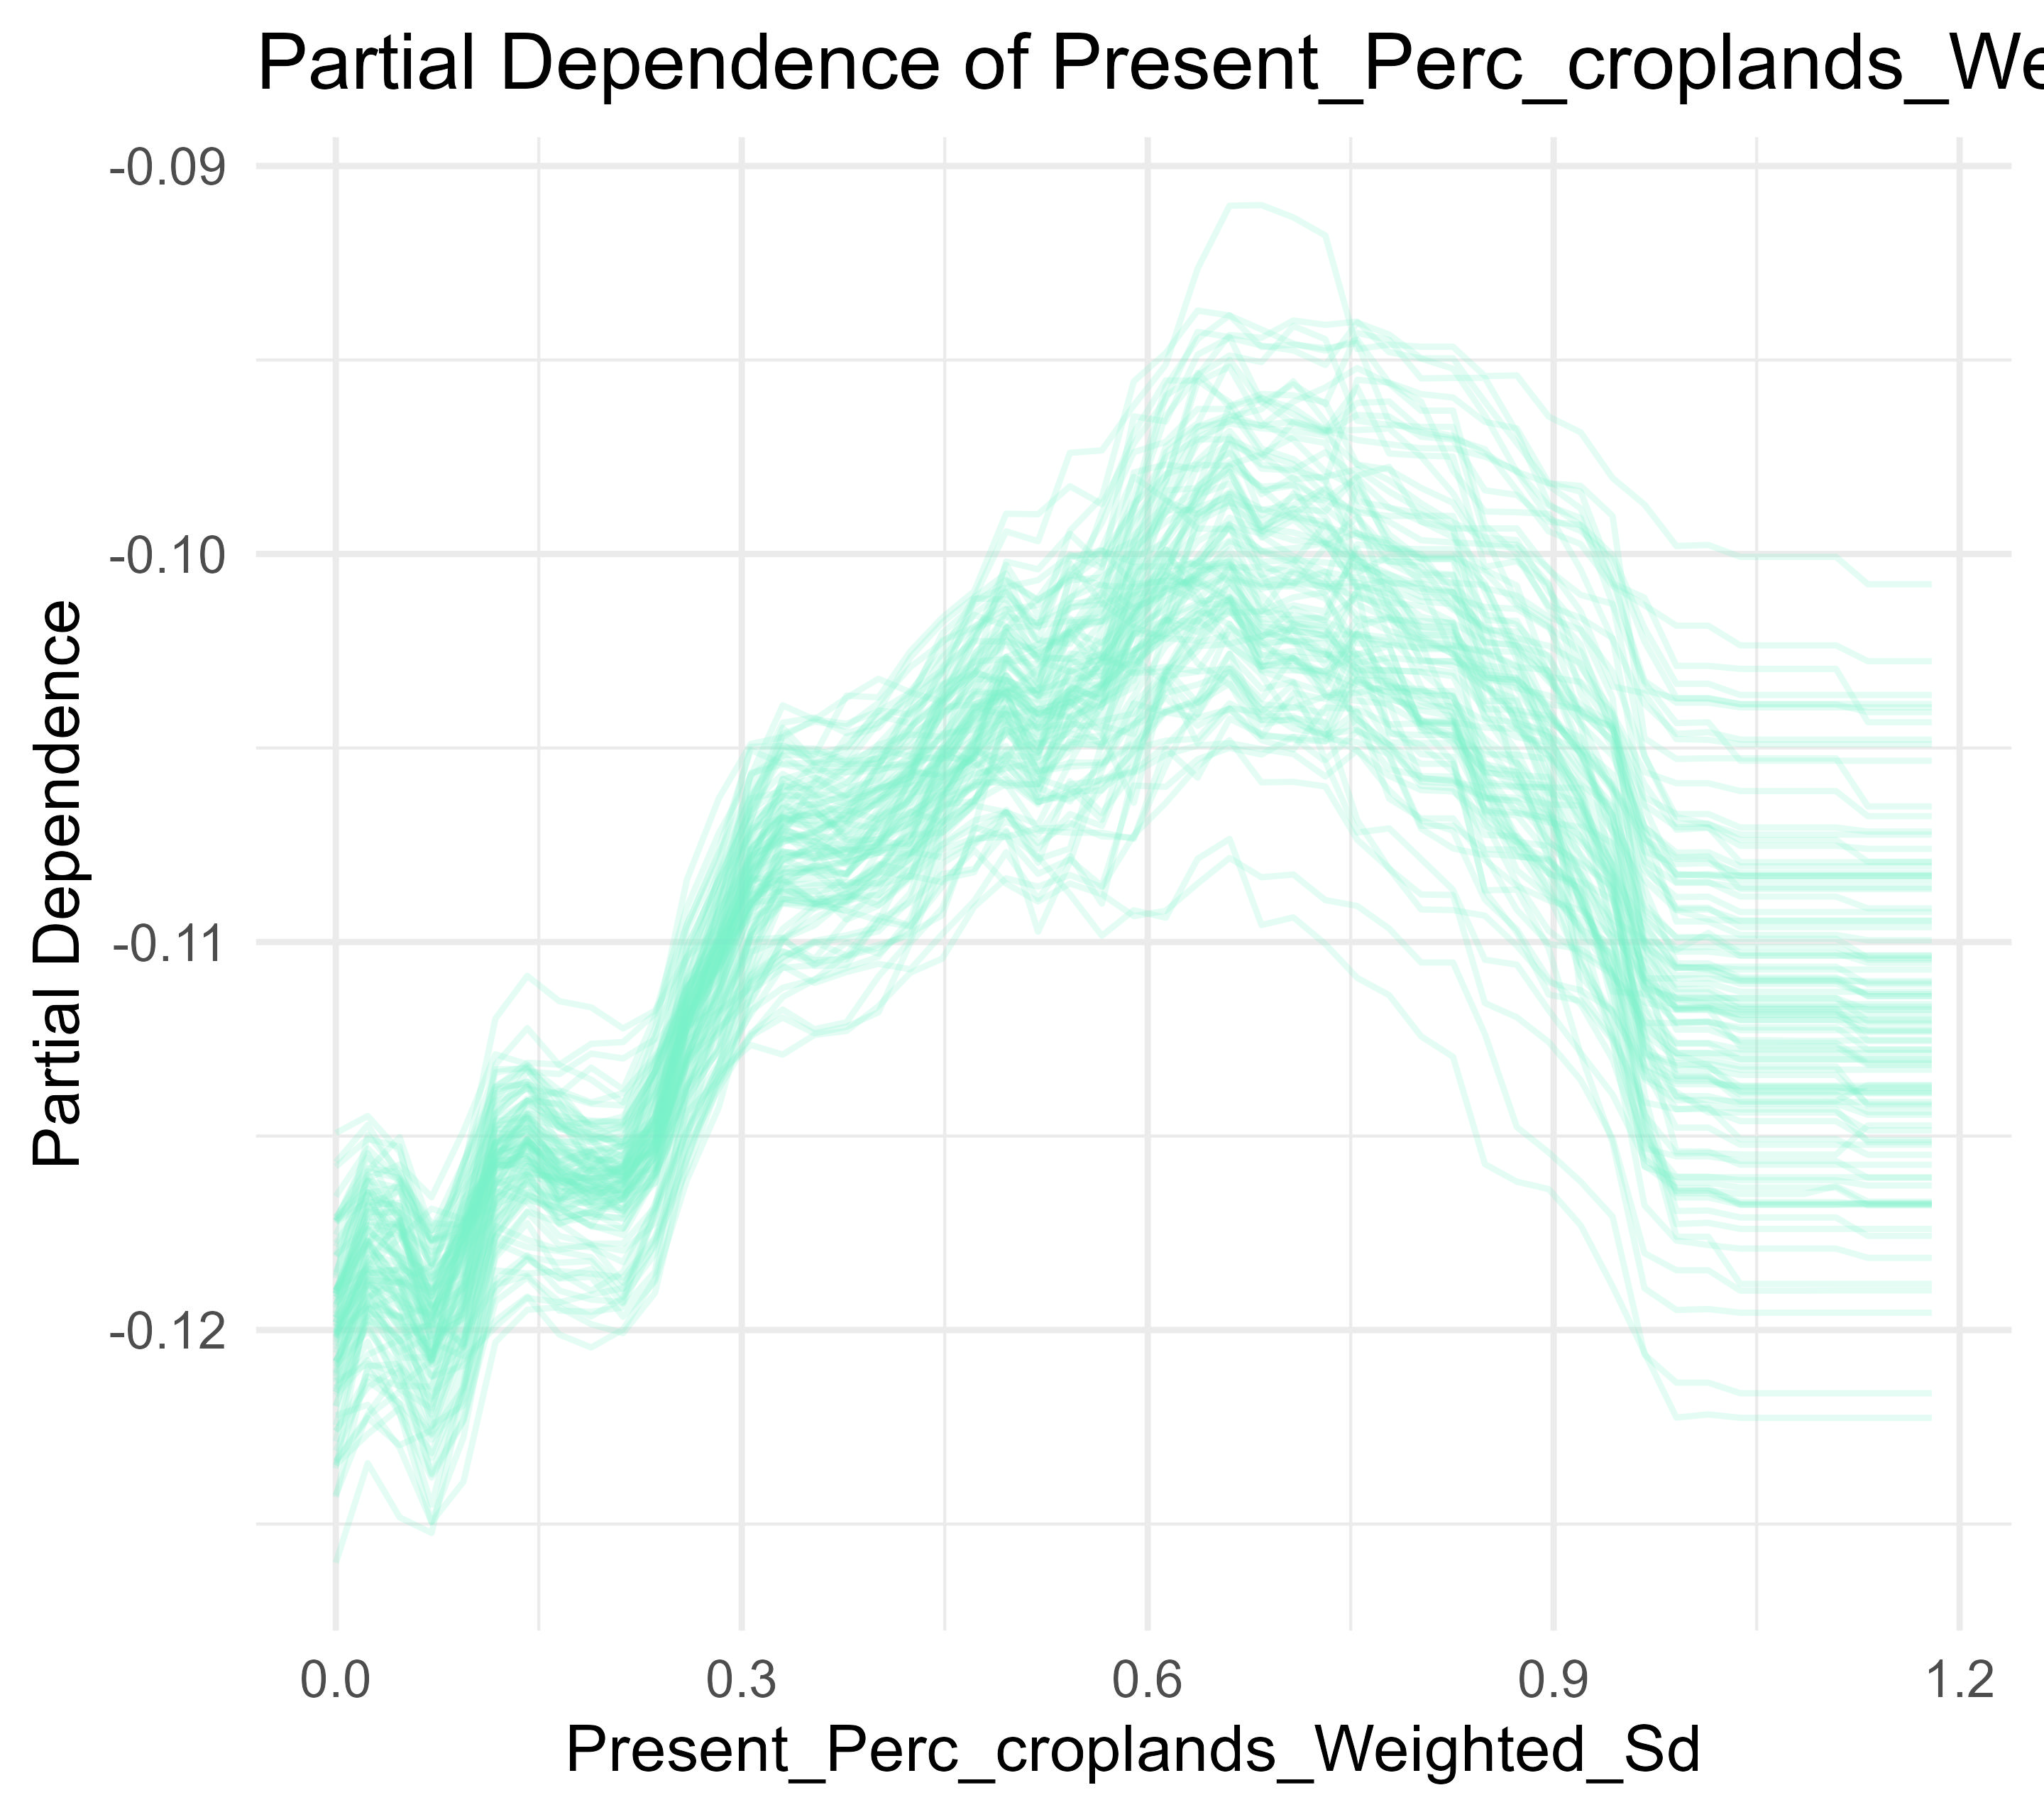 Partial Dependence of Present_Perc_croplands_We
-0.09
-0.10
-0.11
-0.12
Partial Dependence
0.0 0.3 0.6 0.9 1.2
Present_Perc_croplands_Weighted_Sd